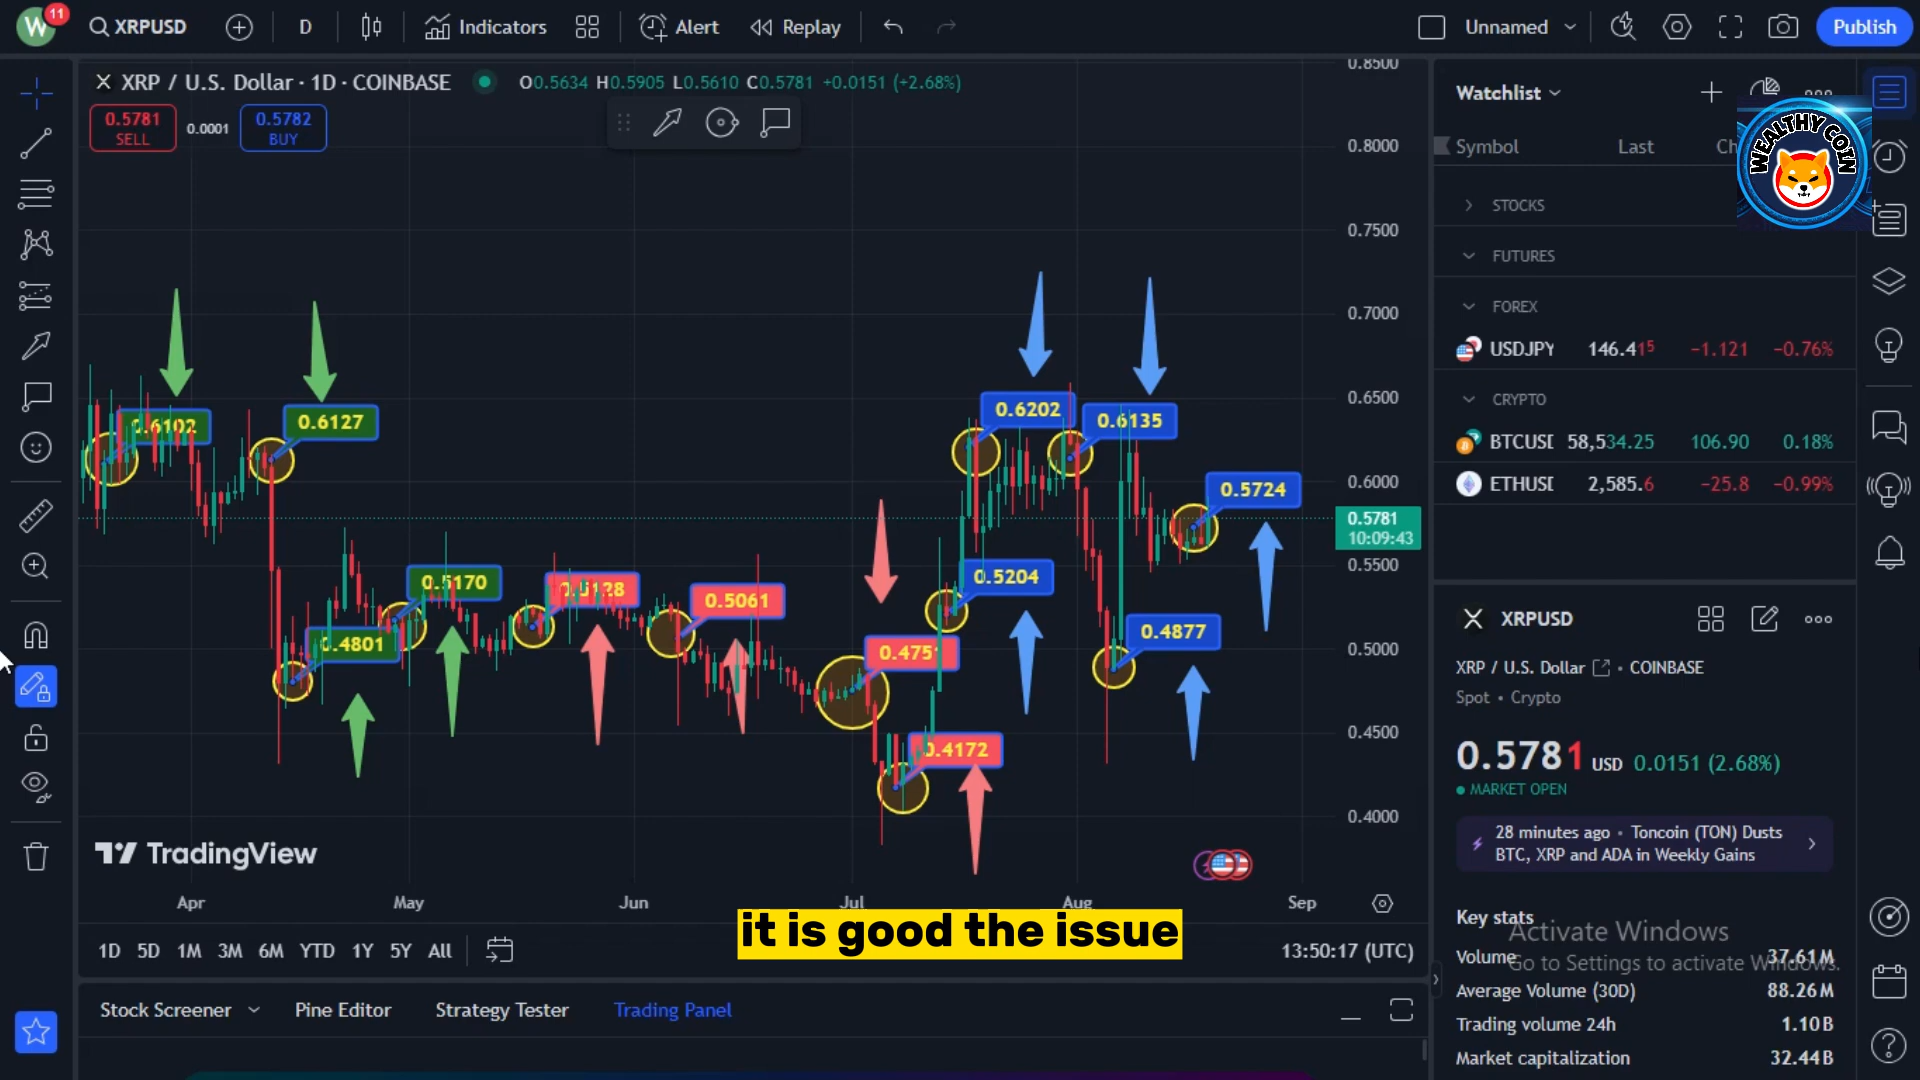 W
11
XRPUSD
D
Indicators
Alert
Replay
Unnamed
Publish
XRP / U.S. Dollar · 1D · COINBASE
O0.5634 H0.5905 L0.5610 C0.5781 +0.0151 (+2.68%)
0.5781
SELL
0.0001
0.5782
BUY
0.8500
0.8000
0.7500
0.7000
0.6500
0.6000
0.5781
10:09:43
0.5500
0.5000
0.4500
0.4000
0.6102
0.6127
0.6202
0.6135
0.5724
0.5170
0.5128
0.5061
0.5204
0.4801
0.4751
0.4877
0.4172
TradingView
Apr
May
Jun
Jul
Aug
Sep
it is good the issue
1D 5D 1M 3M 6M YTD 1Y 5Y All
13:50:17 (UTC)
Stock Screener
Pine Editor
Strategy Tester
Trading Panel
Watchlist
WEALTHY COIN
Symbol Last Ch
STOCKS
FUTURES
FOREX
USDJPY 146.415 −1.121 −0.76%
CRYPTO
BTCUSD 58,534.25 106.90 0.18%
ETHUSD 2,585.6 −25.8 −0.99%
XRPUSD
XRP / U.S. Dollar • COINBASE
Spot • Crypto
0.5781 USD 0.0151 (2.68%)
MARKET OPEN
28 minutes ago • Toncoin (TON) Dusts
BTC, XRP and ADA in Weekly Gains
Key stats
Activate Windows
Volume 37.61M
Go to Settings to activate Windows.
Average Volume (30D) 88.26M
Trading volume 24h 1.10B
Market capitalization 32.44B